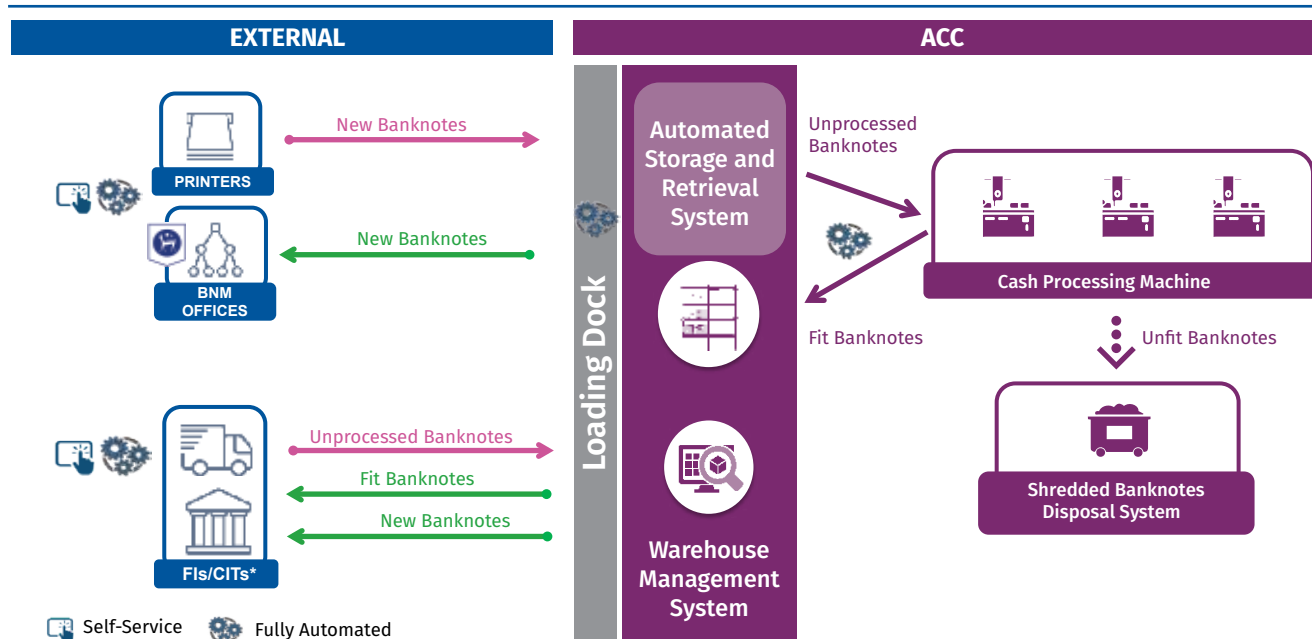 EXTERNAL
ACC
New Banknotes
PRINTERS
New Banknotes
BNM
OFFICES
Unprocessed Banknotes
Fit Banknotes
New Banknotes
FIs/CITs*
Self-Service
Fully Automated
Loading Dock
Automated
Storage and
Retrieval
System
Warehouse
Management
System
Unprocessed
Banknotes
Fit Banknotes
Cash Processing Machine
Unfit Banknotes
Shredded Banknotes
Disposal System